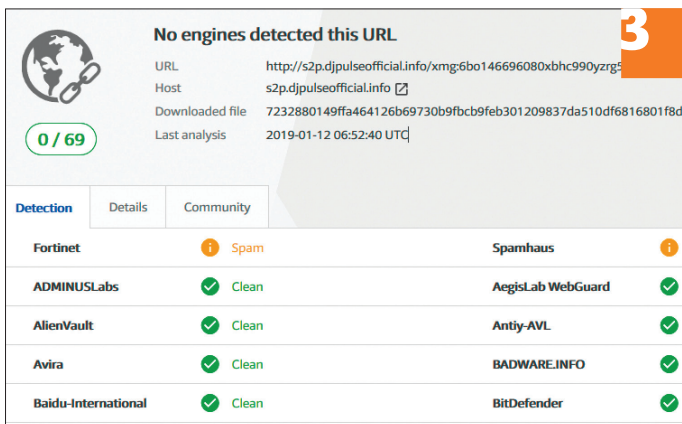 3
No engines detected this URL
URL http://s2p.djpulseofficial.info/xmg:6bo146696080xbhc990yzrg5
Host s2p.djpulseofficial.info
Downloaded file 7232880149ffa464126b69730b9fbcb9feb301209837da510df6816801f8d
Last analysis 2019-01-12 06:52:40 UTC
0 / 69
Detection Details Community
Fortinet Spam Spamhaus
ADMINUSLabs Clean AegisLab WebGuard
AlienVault Clean Antiy-AVL
Avira Clean BADWARE.INFO
Baidu-International Clean BitDefender